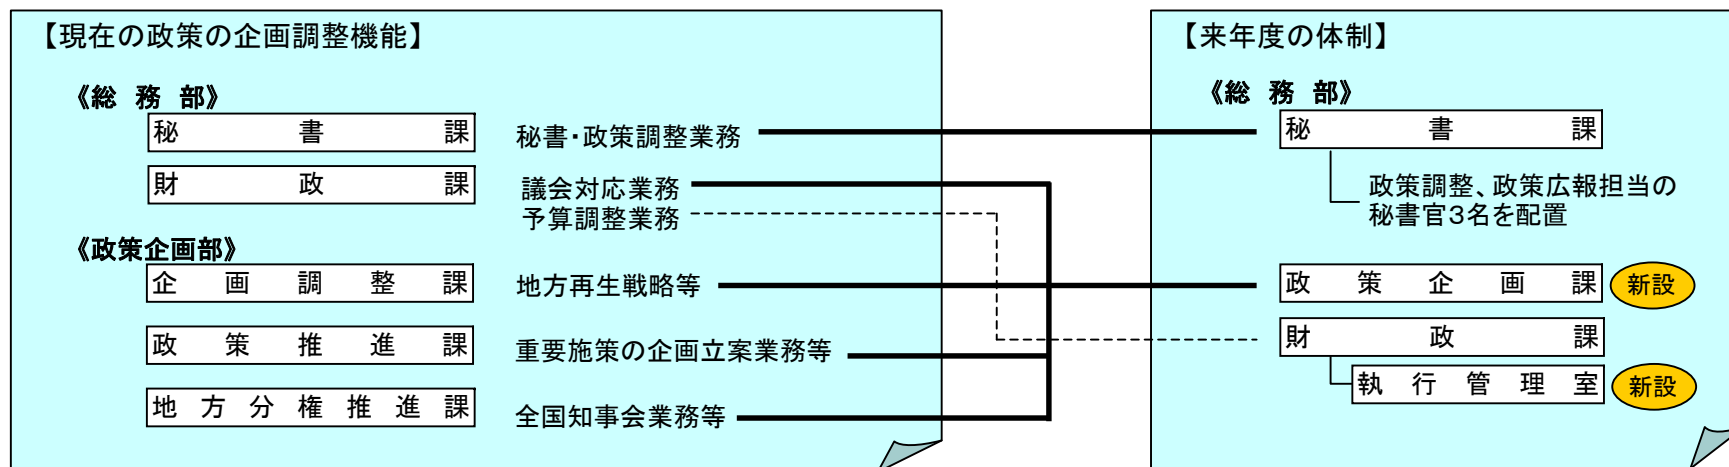 【現在の政策の企画調整機能】
《総 務 部》
秘書課
秘書・政策調整業務
財政課
議会対応業務
予算調整業務
《政策企画部》
企画調整課
地方再生戦略等
政策推進課
重要施策の企画立案業務等
地方分権推進課
全国知事会業務等
【来年度の体制】
《総 務 部》
秘書課
政策調整、政策広報担当の
秘書官3名を配置
政策企画課
新設
財政課
執行管理室
新設